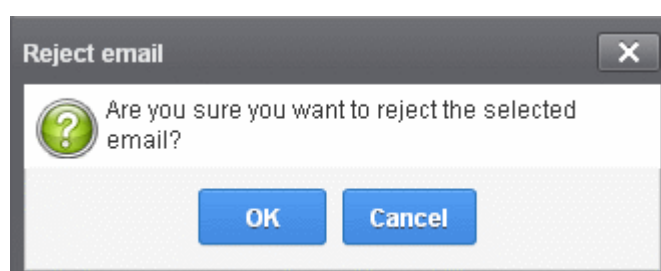 Reject email
Are you sure you want to reject the selected
email?
OK
Cancel